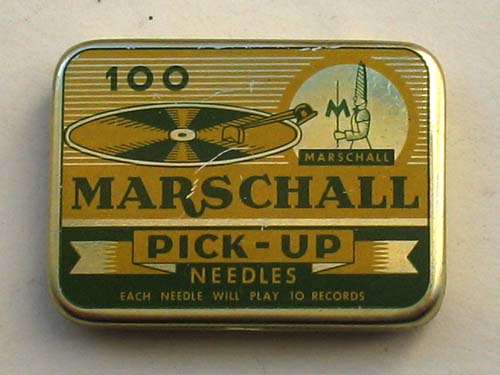 100
M
MARSCHALL
MARSCHALL
PICK-UP
NEEDLES
EACH NEEDLE WILL PLAY 10 RECORDS